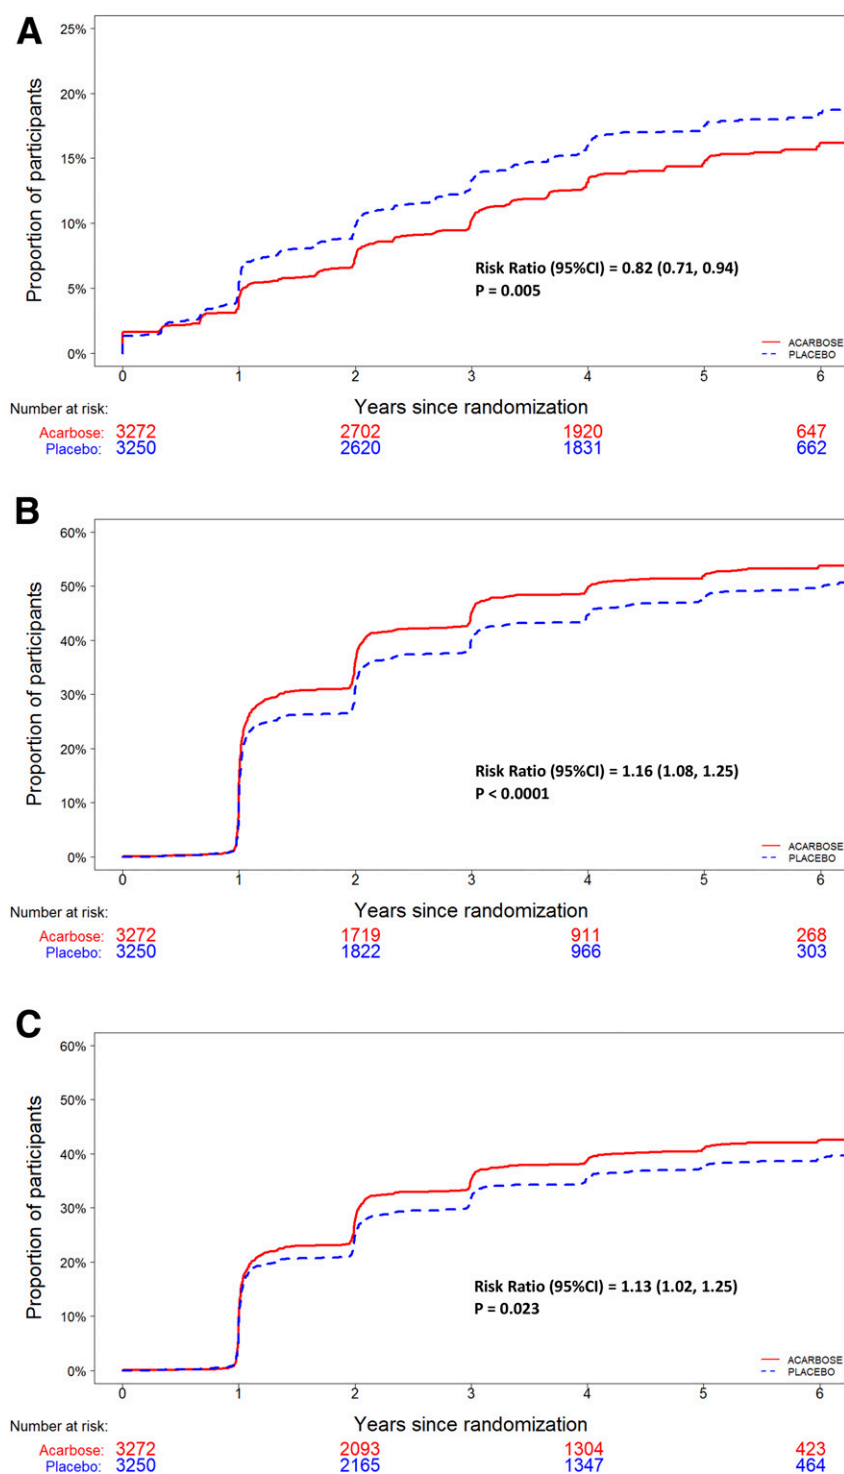 A
25%
20%
15%
10%
5%
0%
Proportion of participants
Risk Ratio (95%CI) = 0.82 (0.71, 0.94)
P = 0.005
ACARBOSE
PLACEBO
0 1 2 3 4 5 6
Number at risk: Years since randomization
Acarbose: 3272 2702 1920 647
Placebo: 3250 2620 1831 662
B
60%
50%
40%
30%
20%
10%
0%
Proportion of participants
Risk Ratio (95%CI) = 1.16 (1.08, 1.25)
P < 0.0001
ACARBOSE
PLACEBO
0 1 2 3 4 5 6
Number at risk: Years since randomization
Acarbose: 3272 1719 911 268
Placebo: 3250 1822 966 303
C
60%
50%
40%
30%
20%
10%
0%
Proportion of participants
Risk Ratio (95%CI) = 1.13 (1.02, 1.25)
P = 0.023
ACARBOSE
PLACEBO
0 1 2 3 4 5 6
Number at risk: Years since randomization
Acarbose: 3272 2093 1304 423
Placebo: 3250 2165 1347 464